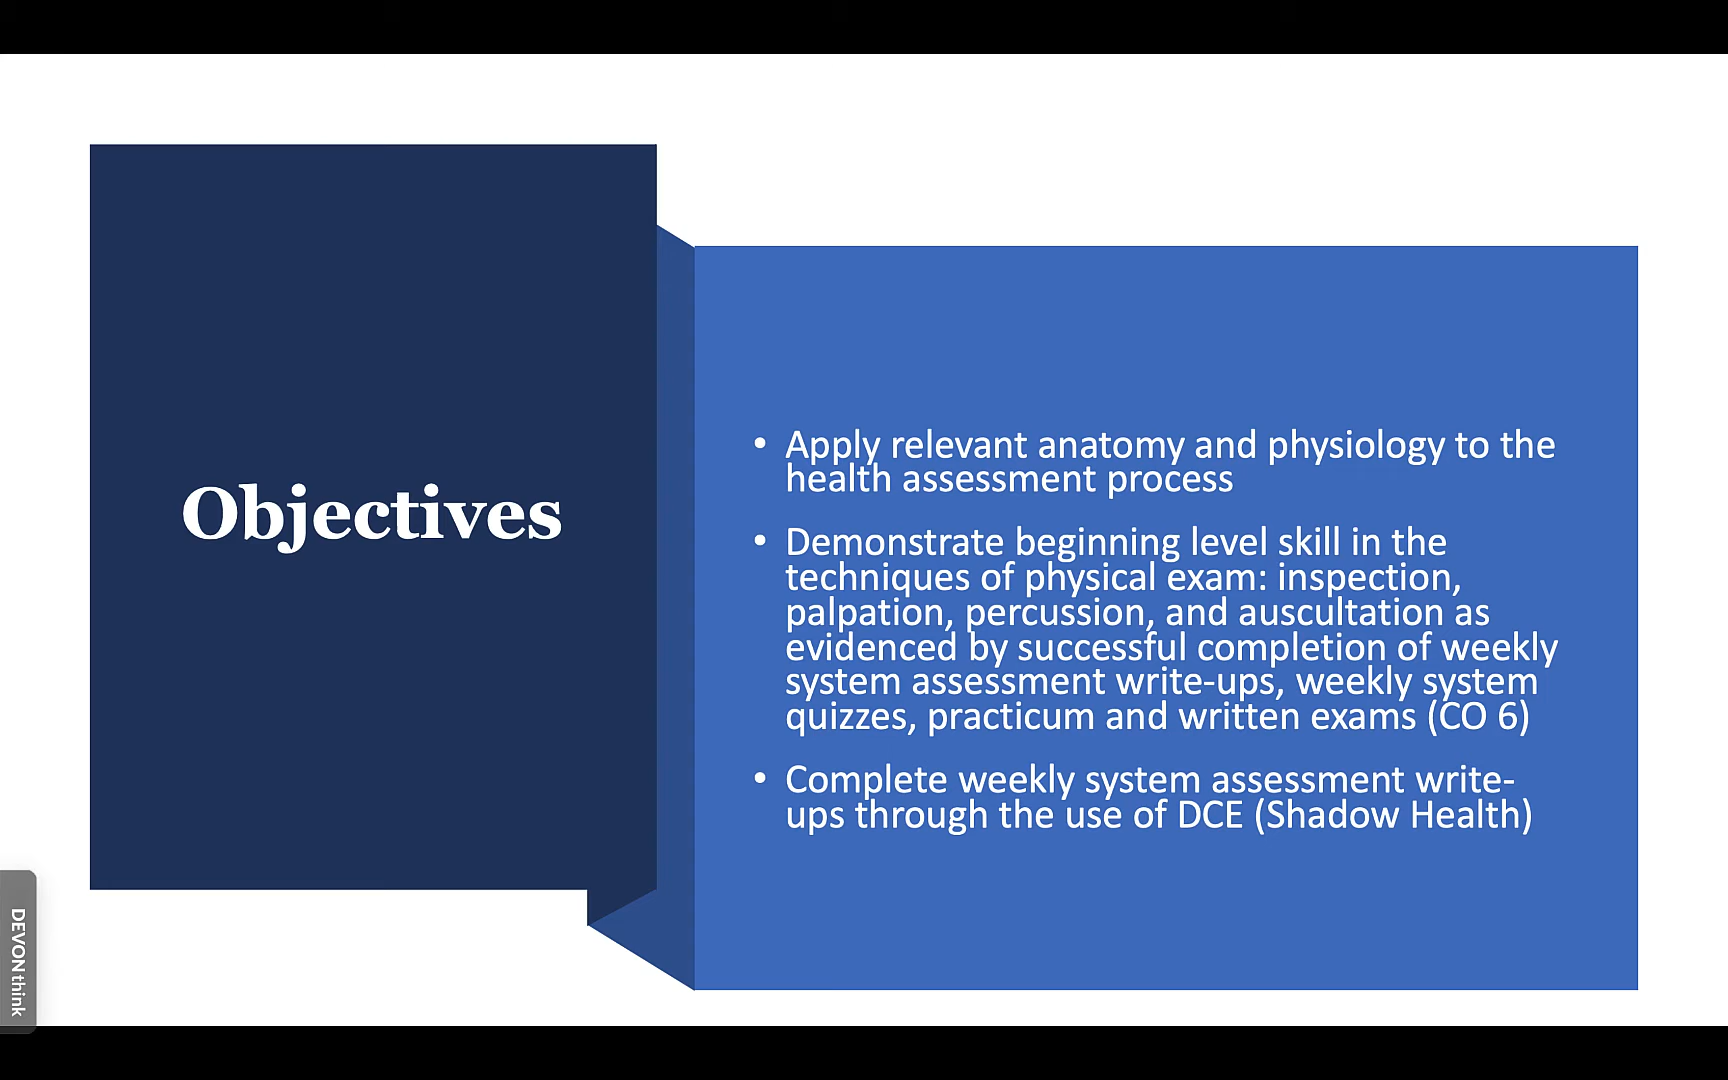 Objectives
• Apply relevant anatomy and physiology to the
health assessment process
• Demonstrate beginning level skill in the
techniques of physical exam: inspection,
palpation, percussion, and auscultation as
evidenced by successful completion of weekly
system assessment write-ups, weekly system
quizzes, practicum and written exams (CO 6)
• Complete weekly system assessment write-
ups through the use of DCE (Shadow Health)
DEVONthink